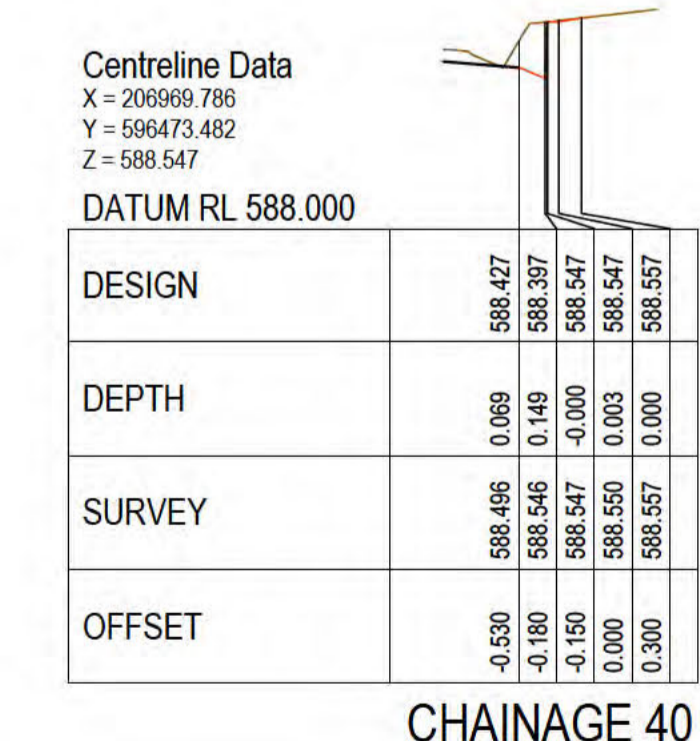 Centreline Data
X = 206969.786
Y = 596473.482
Z = 588.547
DATUM RL 588.000
DESIGN 588.427 588.397 588.547 588.547 588.557
DEPTH 0.069 0.149 -0.000 0.003 0.000
SURVEY 588.496 588.546 588.547 588.550 588.557
OFFSET -0.530 -0.180 -0.150 0.000 0.300
CHAINAGE 40